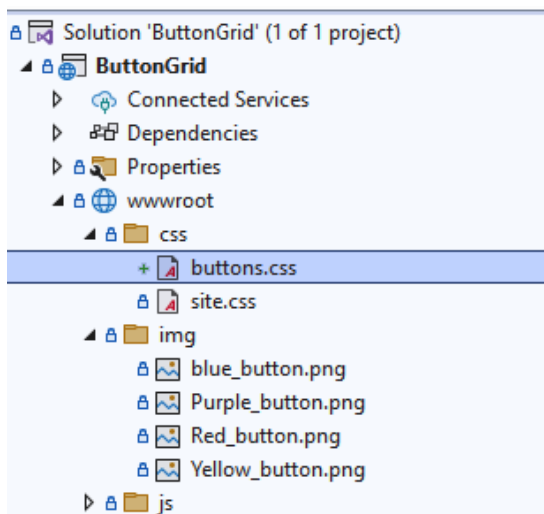 Solution 'ButtonGrid' (1 of 1 project)
ButtonGrid
Connected Services
Dependencies
Properties
wwwroot
css
buttons.css
site.css
img
blue_button.png
Purple_button.png
Red_button.png
Yellow_button.png
js